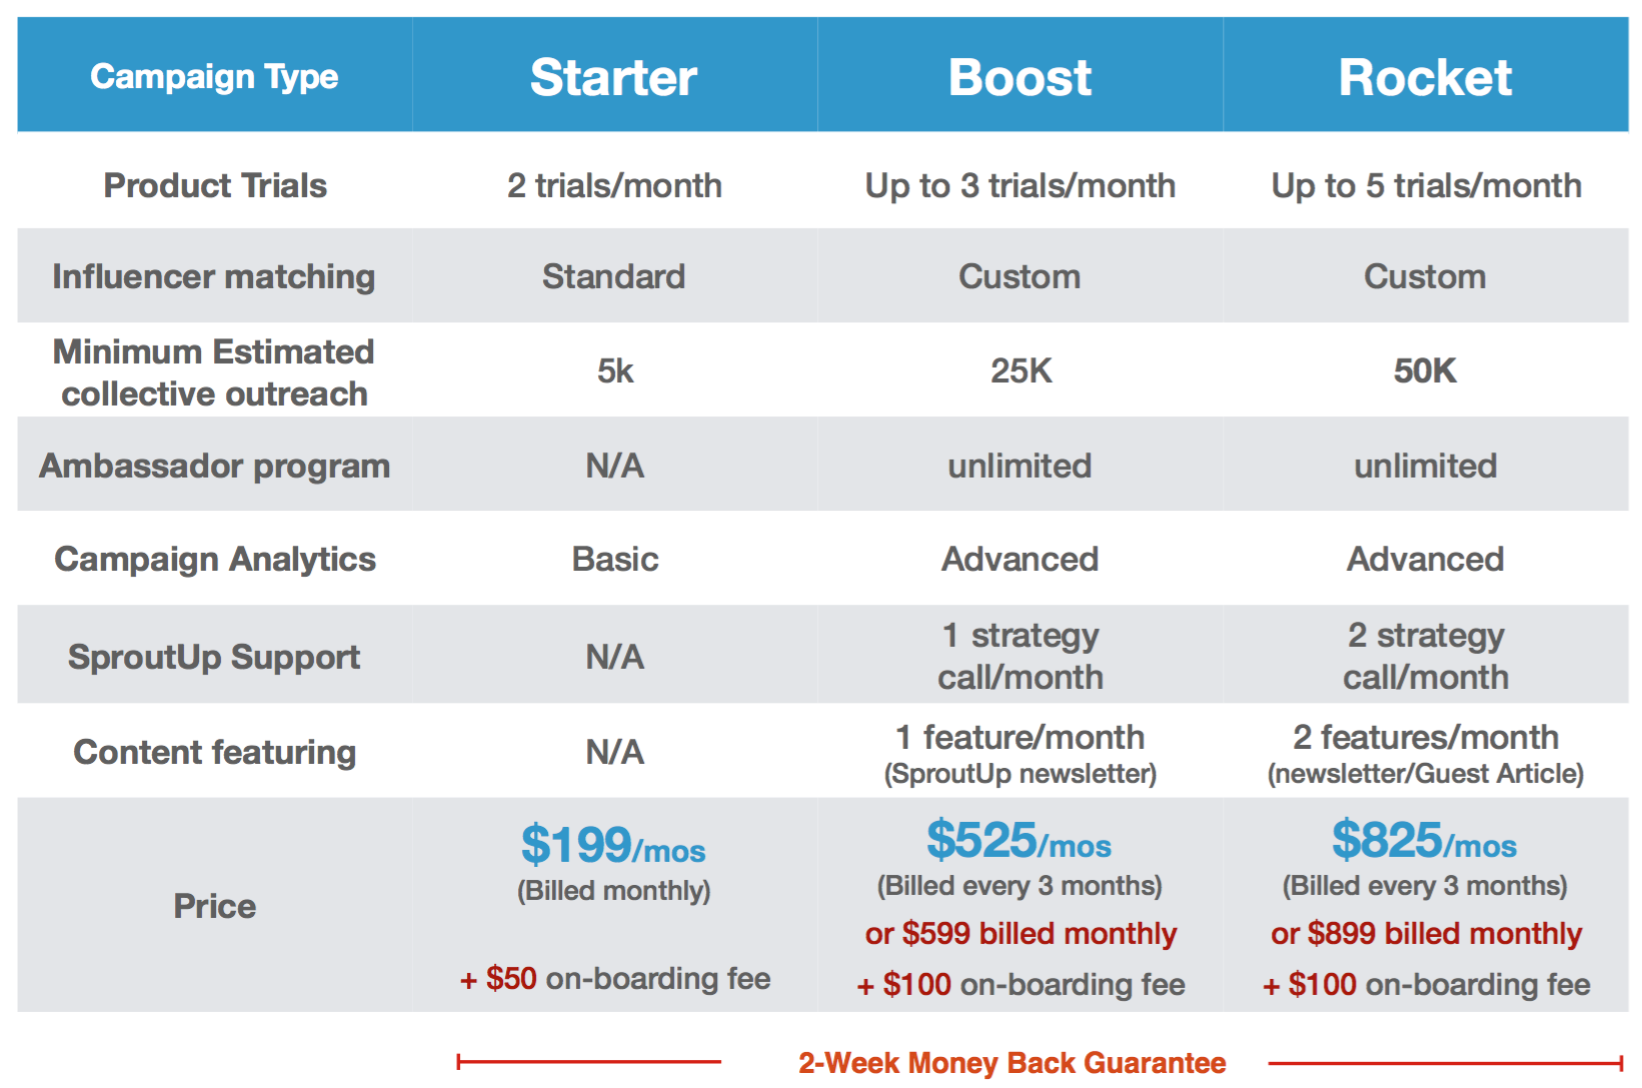 Campaign Type Starter Boost Rocket
Product Trials 2 trials/month Up to 3 trials/month Up to 5 trials/month
Influencer matching Standard Custom Custom
Minimum Estimated
collective outreach 5k 25K 50K
Ambassador program N/A unlimited unlimited
Campaign Analytics Basic Advanced Advanced
SproutUp Support N/A 1 strategy
call/month 2 strategy
call/month
Content featuring N/A 1 feature/month
(SproutUp newsletter) 2 features/month
(newsletter/Guest Article)
Price $199/mos
(Billed monthly)
+ $50 on-boarding fee
$525/mos
(Billed every 3 months)
or $599 billed monthly
+ $100 on-boarding fee
$825/mos
(Billed every 3 months)
or $899 billed monthly
+ $100 on-boarding fee
2-Week Money Back Guarantee